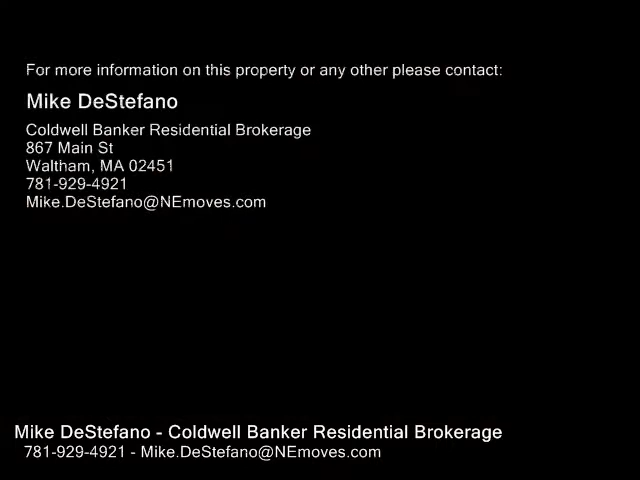 For more information on this property or any other please contact:
Mike DeStefano
Coldwell Banker Residential Brokerage
867 Main St
Waltham, MA 02451
781-929-4921
Mike.DeStefano@NEmoves.com
Mike DeStefano - Coldwell Banker Residential Brokerage
781-929-4921 - Mike.DeStefano@NEmoves.com